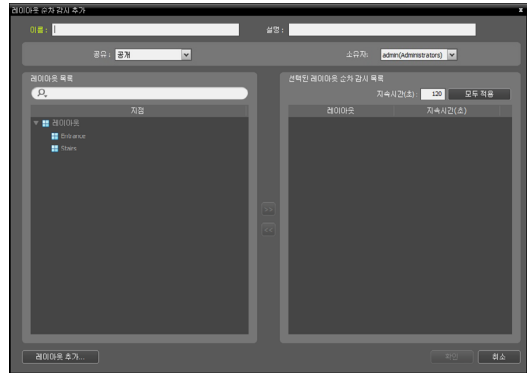 레이아웃 순차 감시 추가
x
이름 :
설명 :
공유 : 공개
소유자: admin(Administrators)
레이아웃 목록
지점
레이아웃
Entrance
Stairs
>>
<<
선택된 레이아웃 순차 감시 목록
지속시간(초) : 120 모두 적용
레이아웃 지속시간(초)
레이아웃 추가...
확인 취소